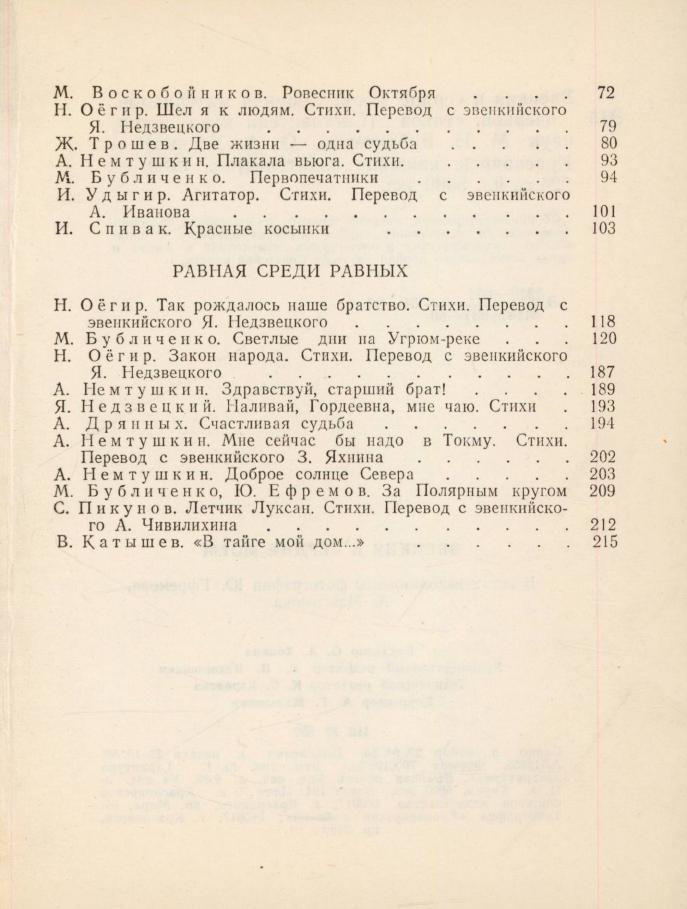 М. Воскобойников. Ровесник Октября . . . . 72
Н. Оёгир. Шел я к людям. Стихи. Перевод с эвенкийского
Я. Недзвецкого . . . . . . . . . . 79
Ж. Трошев. Две жизни — одна судьба . . . . . 80
А. Немтушкин. Плакала вьюга. Стихи. . . . . . 93
М. Бубличенко. Первопечатники . . . . . . 94
И. Удыгир. Агитатор. Стихи. Перевод с эвенкийского
А. Иванова . . . . . . . . . . . 101
И. Спивак. Красные косынки . . . . . . . 103
РАВНАЯ СРЕДИ РАВНЫХ
Н. Оёгир. Так рождалось наше братство. Стихи. Перевод с
эвенкийского Я. Недзвецкого . . . . . . . . 118
М. Бубличенко. Светлые дни на Угрюм-реке . . . 120
Н. Оёгир. Закон народа. Стихи. Перевод с эвенкийского
Я. Недзвецкого . . . . . . . . . . 187
А. Немтушкин. Здравствуй, старший брат! . . . . 189
Я. Недзвецкий. Наливай, Гордеевна, мне чаю. Стихи . 193
А. Дрянных. Счастливая судьба . . . . . . 194
А. Немтушкин. Мне сейчас бы надо в Токму. Стихи.
Перевод с эвенкийского З. Яхнина . . . . . . 202
А. Немтушкин. Доброе солнце Севера . . . . . 203
М. Бубличенко, Ю. Ефремов. За Полярным кругом 209
С. Пикунов. Летчик Луксан. Стихи. Перевод с эвенкийско-
го А. Чивилихина . . . . . . . . . . 212
В. Катышев. «В тайге мой дом...» . . . . . . 215